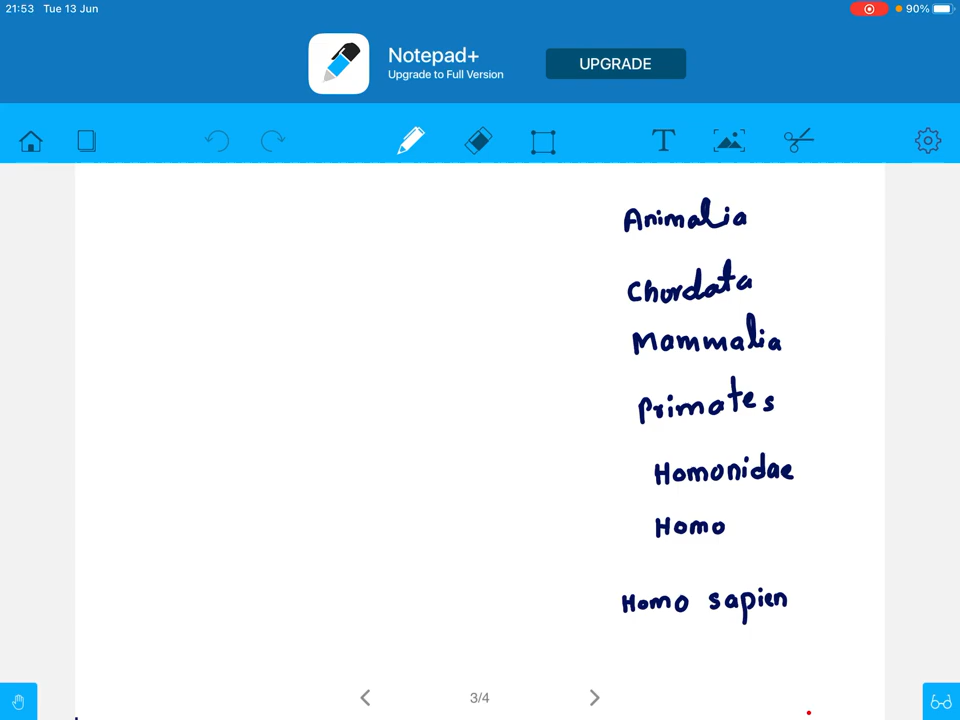 21:53 Tue 13 Jun 90%
Notepad+
Upgrade to Full Version
UPGRADE
T
Animalia
Chordata
Mammalia
Primates
Homonidae
Homo
Homo sapien
3/4